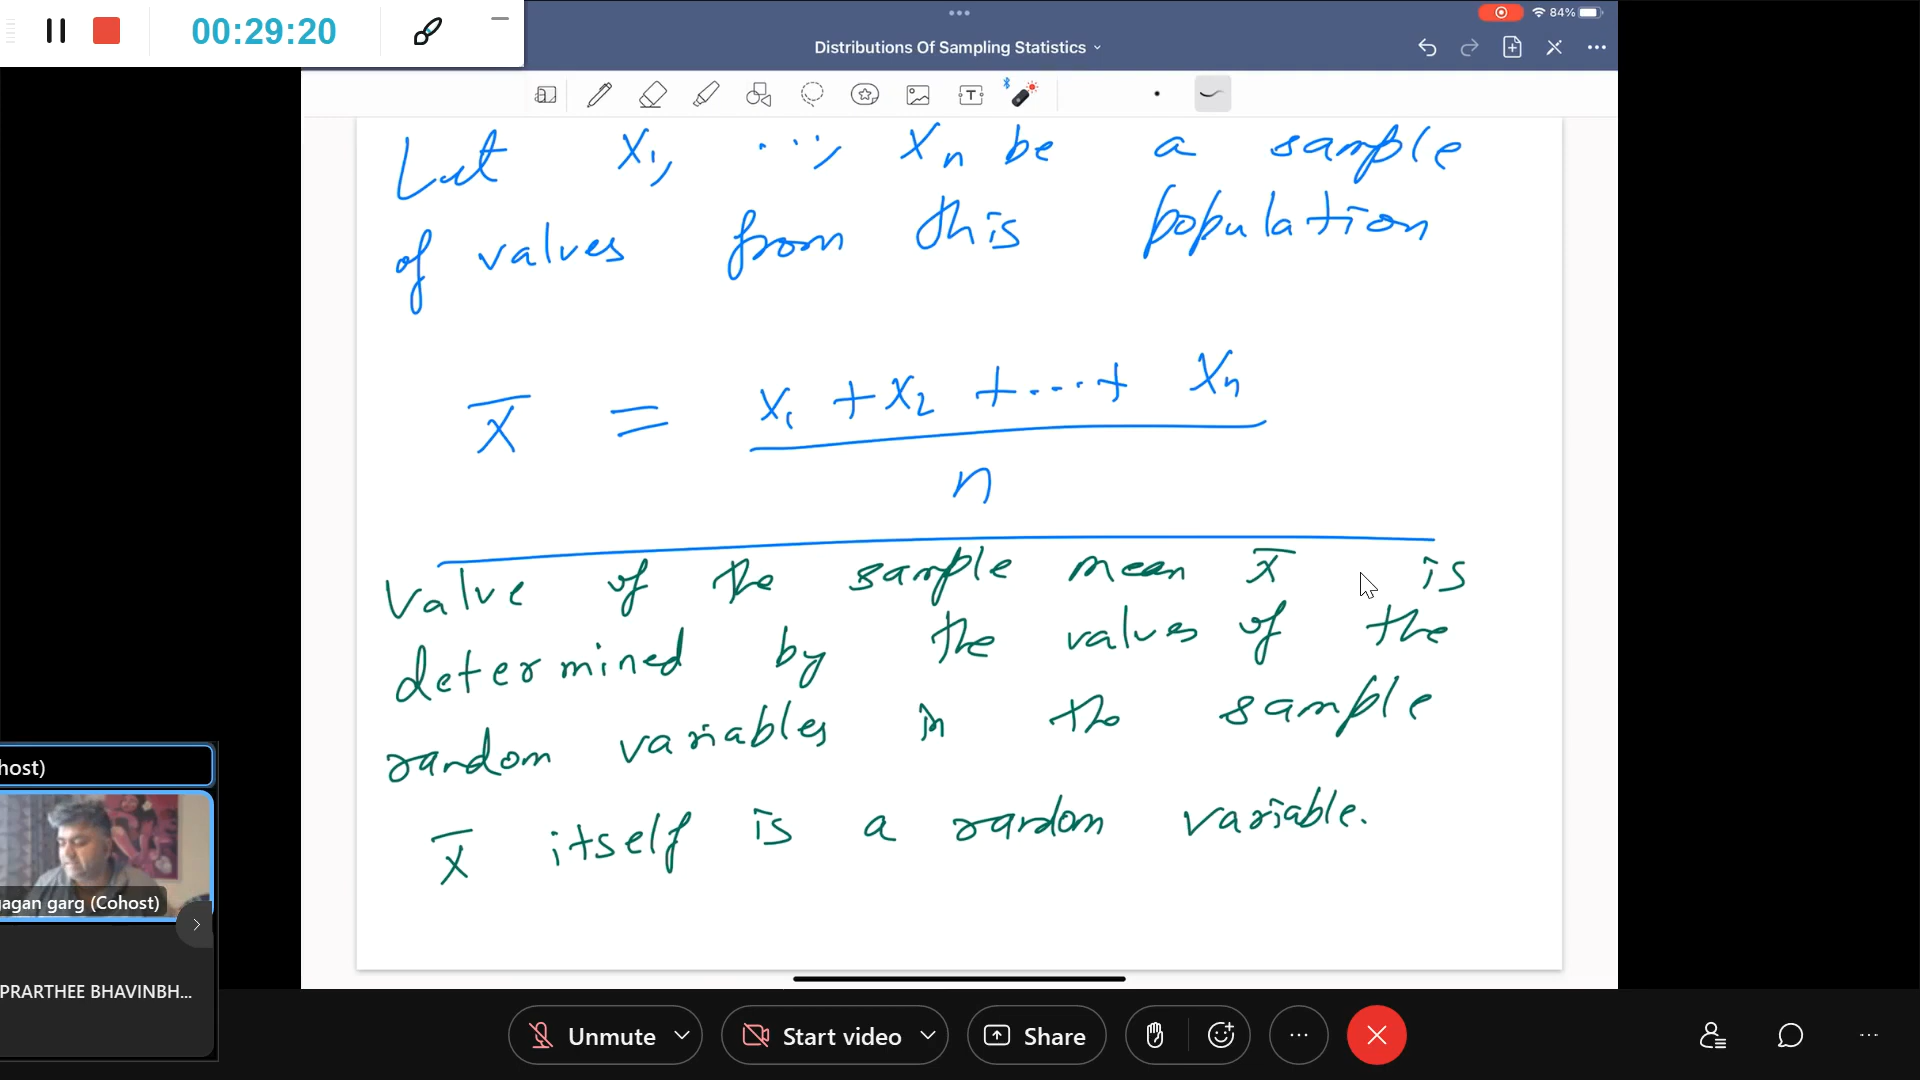 00:29:20
84%
Distributions Of Sampling Statistics
T
Let X1, ..., Xn be a sample
of values from this population
X̄ = X1 + X2 + ... + Xn
n
Value of the sample mean X̄ is
determined by the values of the
random variables in the sample
X̄ itself is a random variable.
host)
agan garg (Cohost)
PRARTHEE BHAVINBH...
Unmute
Start video
Share